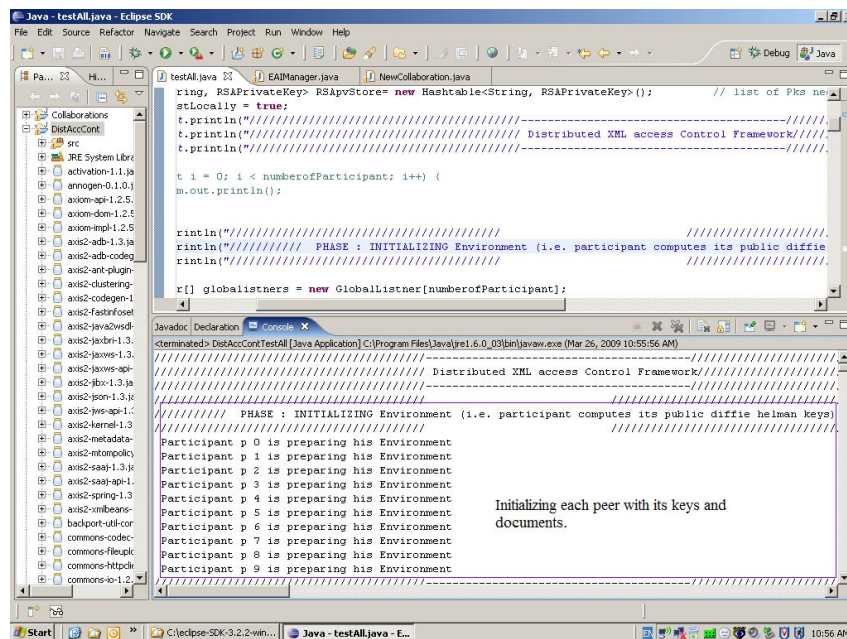 Java - testAll.java - Eclipse SDK
File Edit Source Refactor Navigate Search Project Run Window Help
Debug Java
Pa... Hi... testAll.java EAIManager.java NewCollaboration.java
Collaborations
DistAccCont
src
JRE System Libra
activation-1.1.ja
annogen-0.1.0.j
axiom-api-1.2.5.
axiom-dom-1.2.5
axiom-impl-1.2.5
axis2-adb-1.3.ja
axis2-adb-codeg
axis2-ant-plugin-
axis2-clustering-
axis2-codegen-1
axis2-fastinfoset
axis2-java2wsdl-
axis2-jaxbri-1.3.
axis2-jaxws-1.3.
axis2-jaxws-api-
axis2-jibx-1.3.ja
axis2-json-1.3.ja
axis2-jws-api-1.
axis2-kernel-1.3
axis2-metadata-
axis2-mtompolicy
axis2-saaj-1.3.ja
axis2-saaj-api-1.
axis2-spring-1.3
axis2-xmlbeans-
backport-util-cor
commons-codec-
commons-fileuplo
commons-httpclie
commons-io-1.2.
ring, RSAPrivateKey> RSApvStore= new Hashtable<String, RSAPrivateKey>(); // list of Pks nec
stLocally = true;
t.println("////////////////////////////////////////---------------------------------------//////
t.println("//////////////////////////////////////// Distributed XML access Control Framework//////
t.println("////////////////////////////////////////---------------------------------------//////
t i = 0; i < numberofParticipant; i++) {
m.out.println();
rintln("//////////////////////////////////////// /////////////////////
rintln("/////////// PHASE : INITIALIZING Environment (i.e. participant computes its public diffie
rintln("//////////////////////////////////////// /////////////////////
r[] globalistners = new GlobalListner[numberofParticipant];
Javadoc Declaration Console
<terminated> DistAccContTestAll [Java Application] C:\Program Files\Java\jre1.6.0_03\bin\javaw.exe (Mar 26, 2009 10:55:56 AM)
////////////////////////////////////////---------------------------------------//////////////////////
//////////////////////////////////////// Distributed XML access Control Framework//////////////////////
////////////////////////////////////////---------------------------------------//////////////////////
//////////////////////////////////////// //////////////////////////////////
/////////// PHASE : INITIALIZING Environment (i.e. participant computes its public diffie helman keys)
//////////////////////////////////////// //////////////////////////////////
Participant p 0 is preparing his Environment
Participant p 1 is preparing his Environment
Participant p 2 is preparing his Environment
Participant p 3 is preparing his Environment
Participant p 4 is preparing his Environment
Participant p 5 is preparing his Environment
Participant p 6 is preparing his Environment
Participant p 7 is preparing his Environment
Participant p 8 is preparing his Environment
Participant p 9 is preparing his Environment
Initializing each peer with its keys and
documents.
////////////////////////////////////////---------------------------------------//////////////////////
Start C:\eclipse-SDK-3.2.2-win... Java - testAll.java - E... 10:56 AM